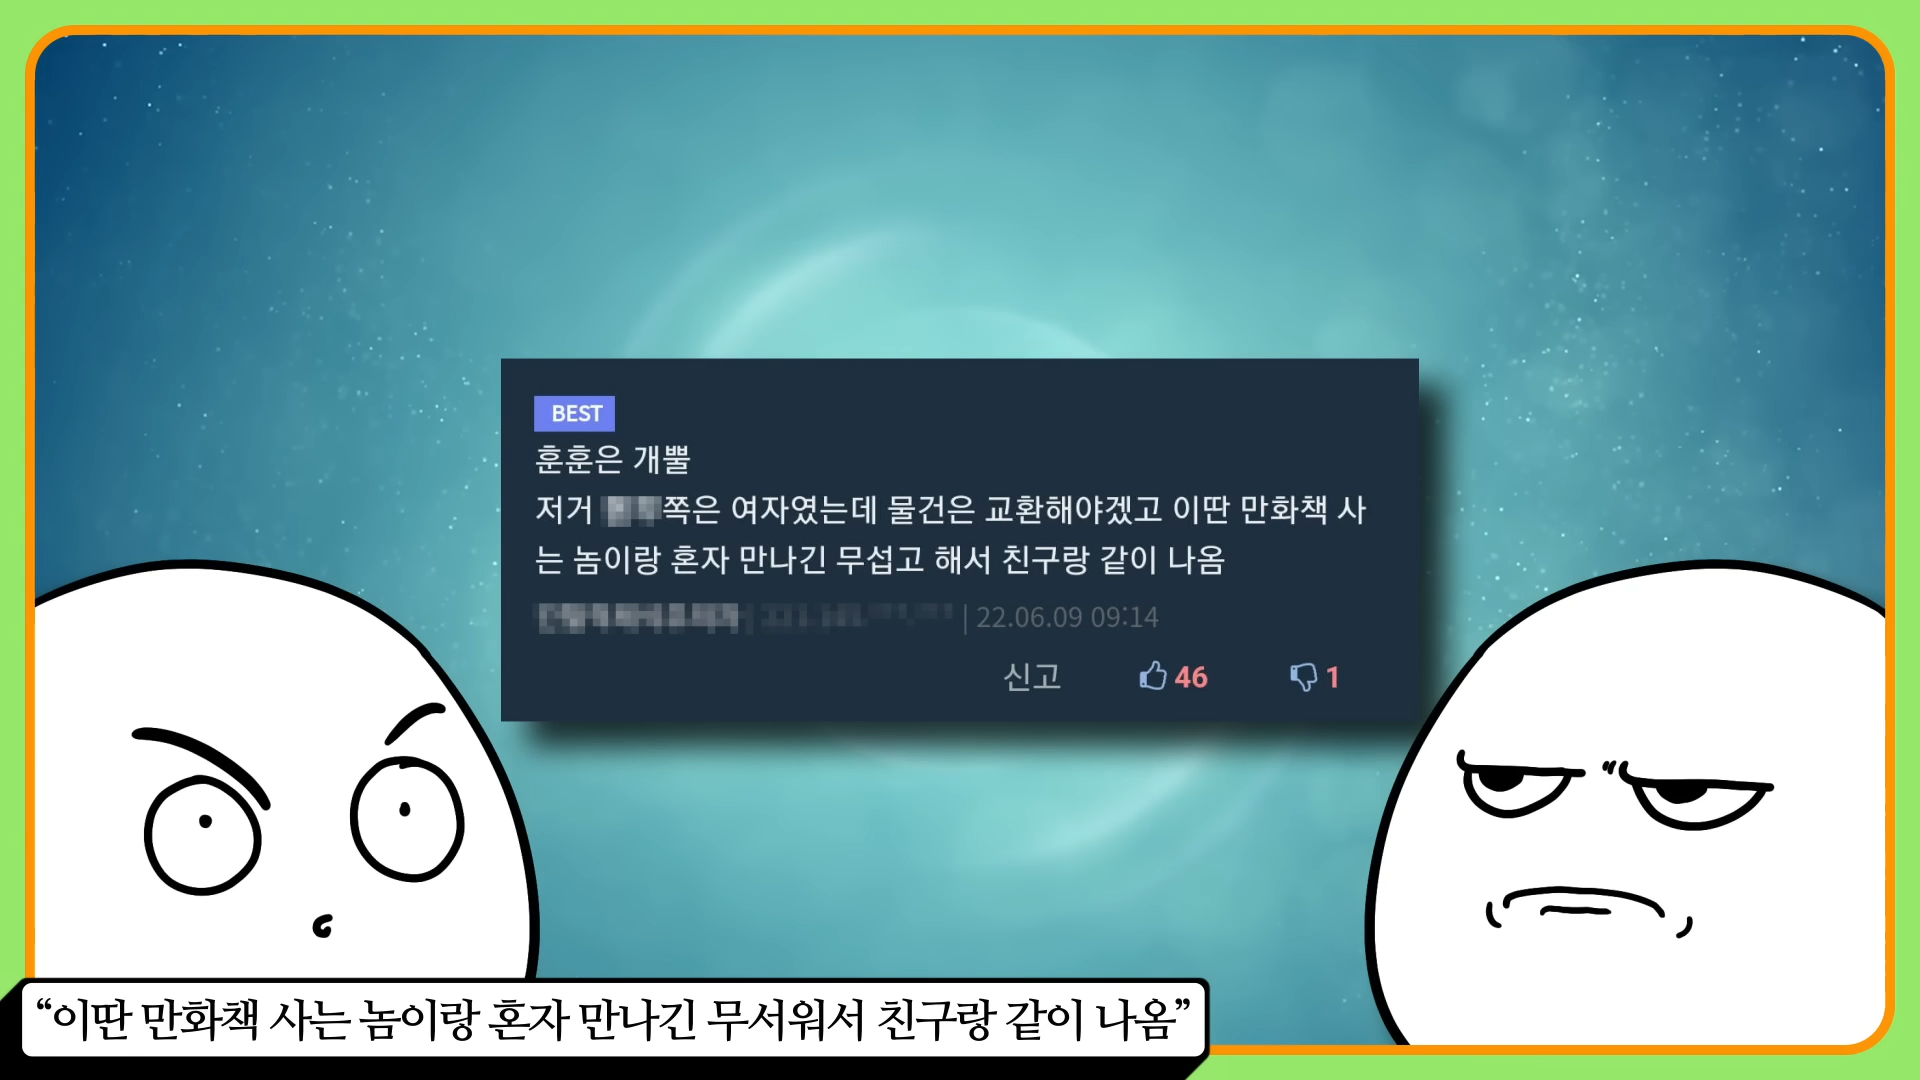 BEST
훈훈은 개뿔
저거 쪽은 여자였는데 물건은 교환해야겠고 이딴 만화책 사
는 놈이랑 혼자 만나긴 무섭고 해서 친구랑 같이 나옴
| 22.06.09 09:14
신고 46 1
“이딴 만화책 사는 놈이랑 혼자 만나긴 무서워서 친구랑 같이 나옴”